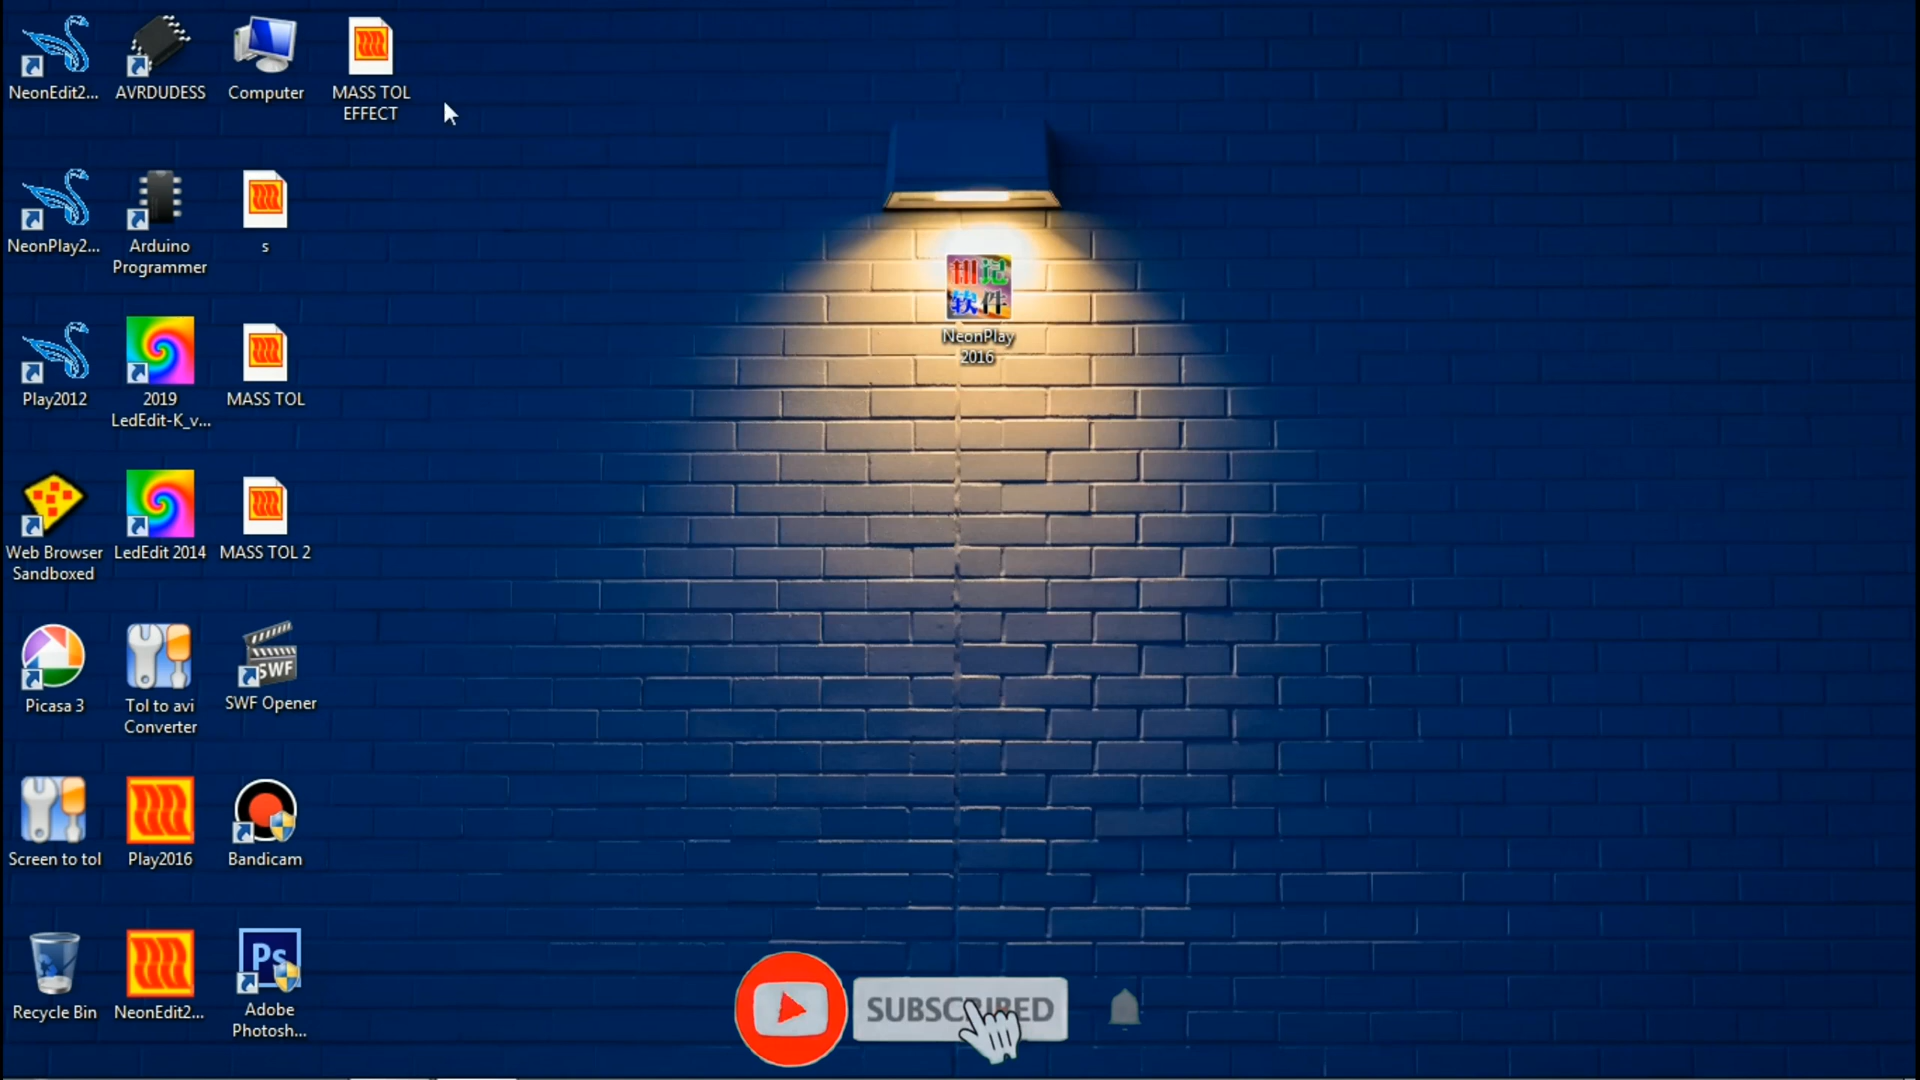 NeonEdit2...
AVRDUDESS
Computer
MASS TOL
EFFECT
NeonPlay2...
Arduino
Programmer
s
Play2012
2019
LedEdit-K_v...
MASS TOL
Web Browser
Sandboxed
LedEdit 2014
MASS TOL 2
Picasa 3
Tol to avi
Converter
SWF
SWF Opener
Screen to tol
Play2016
Bandicam
Recycle Bin
NeonEdit2...
Ps
Adobe
Photosh...
软件
NeonPlay
2016
SUBSCRIBED